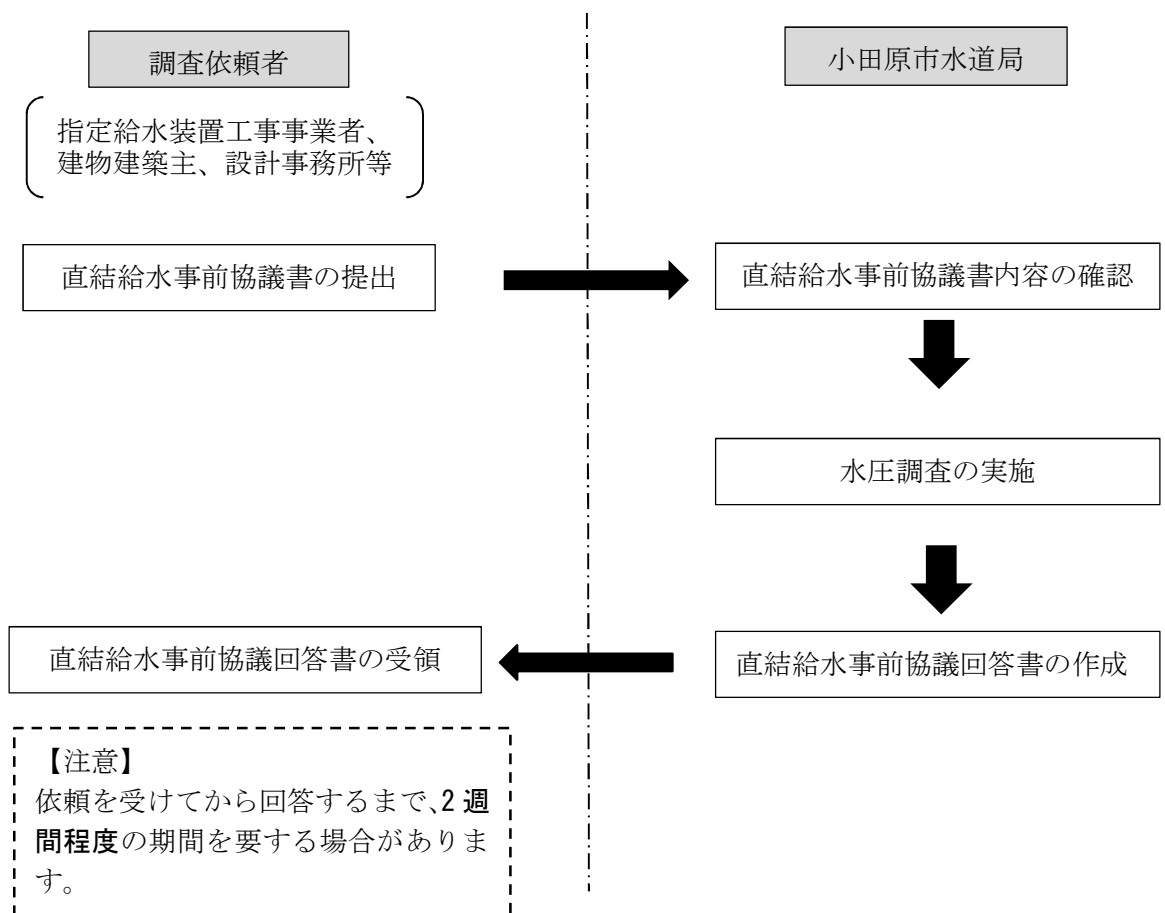 調査依頼者
小田原市水道局
指定給水装置工事事業者、
建物建築主、設計事務所等
直結給水事前協議書の提出
直結給水事前協議書内容の確認
水圧調査の実施
直結給水事前協議回答書の受領
直結給水事前協議回答書の作成
【注意】
依頼を受けてから回答するまで、2 週
間程度の期間を要する場合がありま
す。